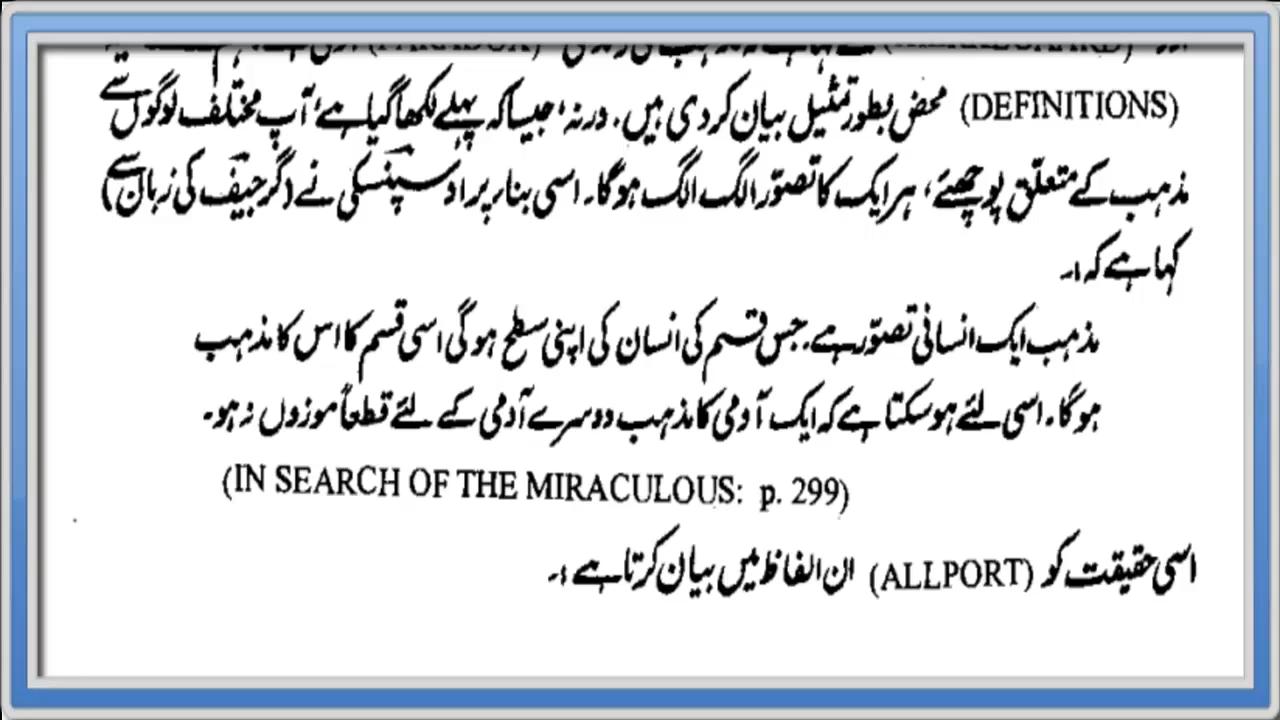 (DEFINITIONS) محض بطور تمثیل بیان کر دی ہیں۔ ورنہ، جیسا کہ پہلے لکھا گیا ہے، آپ مختلف لوگوں سے
مذہب کے متعلق پوچھئے، ہر ایک کا تصوّر الگ الگ ہوگا۔ اسی بناء پر اوسپنسکی نے (گرجیف کی زبان سے)
کہا ہے کہ :۔
مذہب ایک انسانی تصوّر ہے۔ جس قسم کی انسان کی اپنی سطح ہوگی اسی قسم کا اس کا مذہب
ہوگا۔ اسی لئے ہو سکتا ہے کہ ایک آدمی کا مذہب دوسرے آدمی کے لئے قطعاً موزوں نہ ہو۔
(IN SEARCH OF THE MIRACULOUS: p. 299)
اسی حقیقت کو (ALLPORT) ان الفاظ میں بیان کرتا ہے :۔